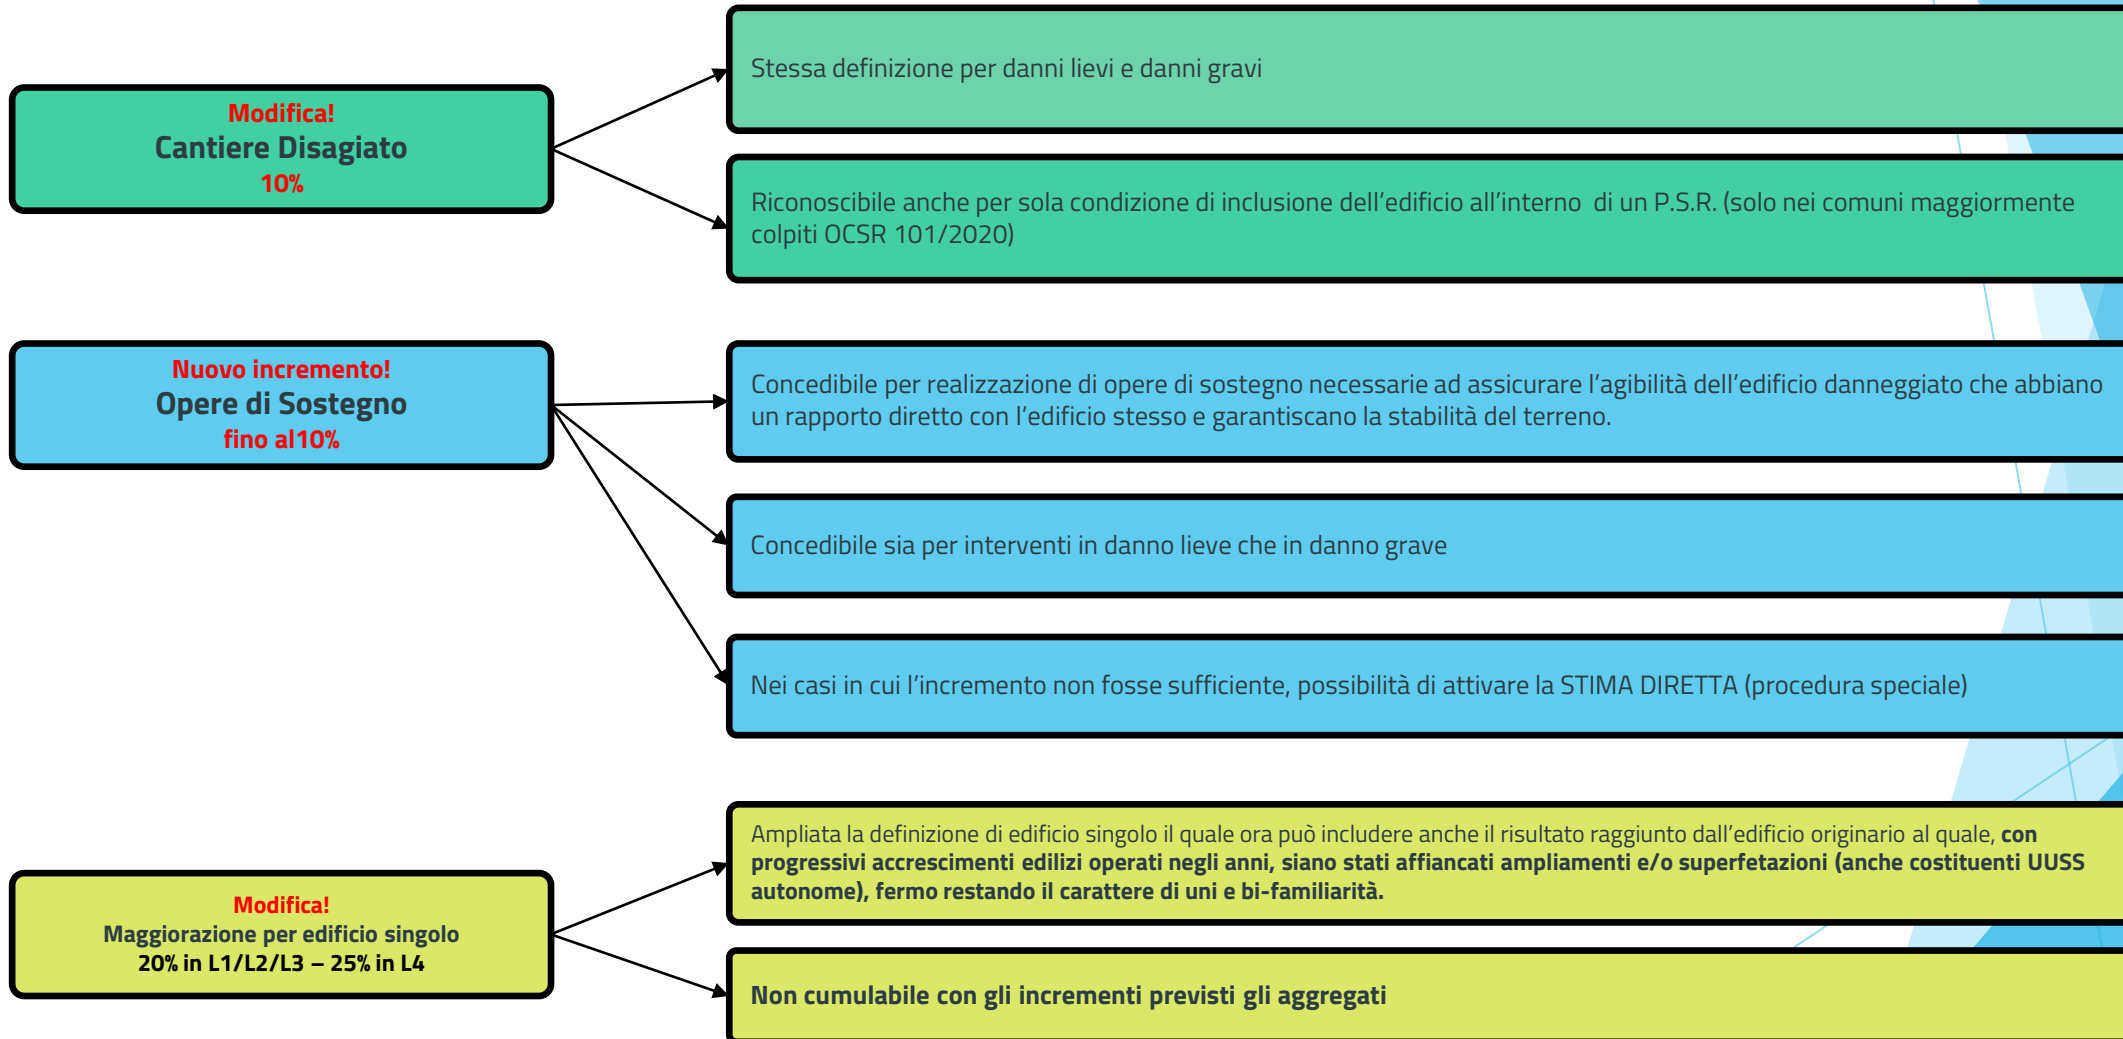 Modifica!
Cantiere Disagiato
10%
Stessa definizione per danni lievi e danni gravi
Riconoscibile anche per sola condizione di inclusione dell’edificio all’interno di un P.S.R. (solo nei comuni maggiormente
colpiti OCSR 101/2020)
Nuovo incremento!
Opere di Sostegno
fino al10%
Concedibile per realizzazione di opere di sostegno necessarie ad assicurare l’agibilità dell’edificio danneggiato che abbiano
un rapporto diretto con l’edificio stesso e garantiscano la stabilità del terreno.
Concedibile sia per interventi in danno lieve che in danno grave
Nei casi in cui l’incremento non fosse sufficiente, possibilità di attivare la STIMA DIRETTA (procedura speciale)
Modifica!
Maggiorazione per edificio singolo
20% in L1/L2/L3 – 25% in L4
Ampliata la definizione di edificio singolo il quale ora può includere anche il risultato raggiunto dall’edificio originario al quale, con
progressivi accrescimenti edilizi operati negli anni, siano stati affiancati ampliamenti e/o superfetazioni (anche costituenti UUSS
autonome), fermo restando il carattere di uni e bi-familiarità.
Non cumulabile con gli incrementi previsti gli aggregati